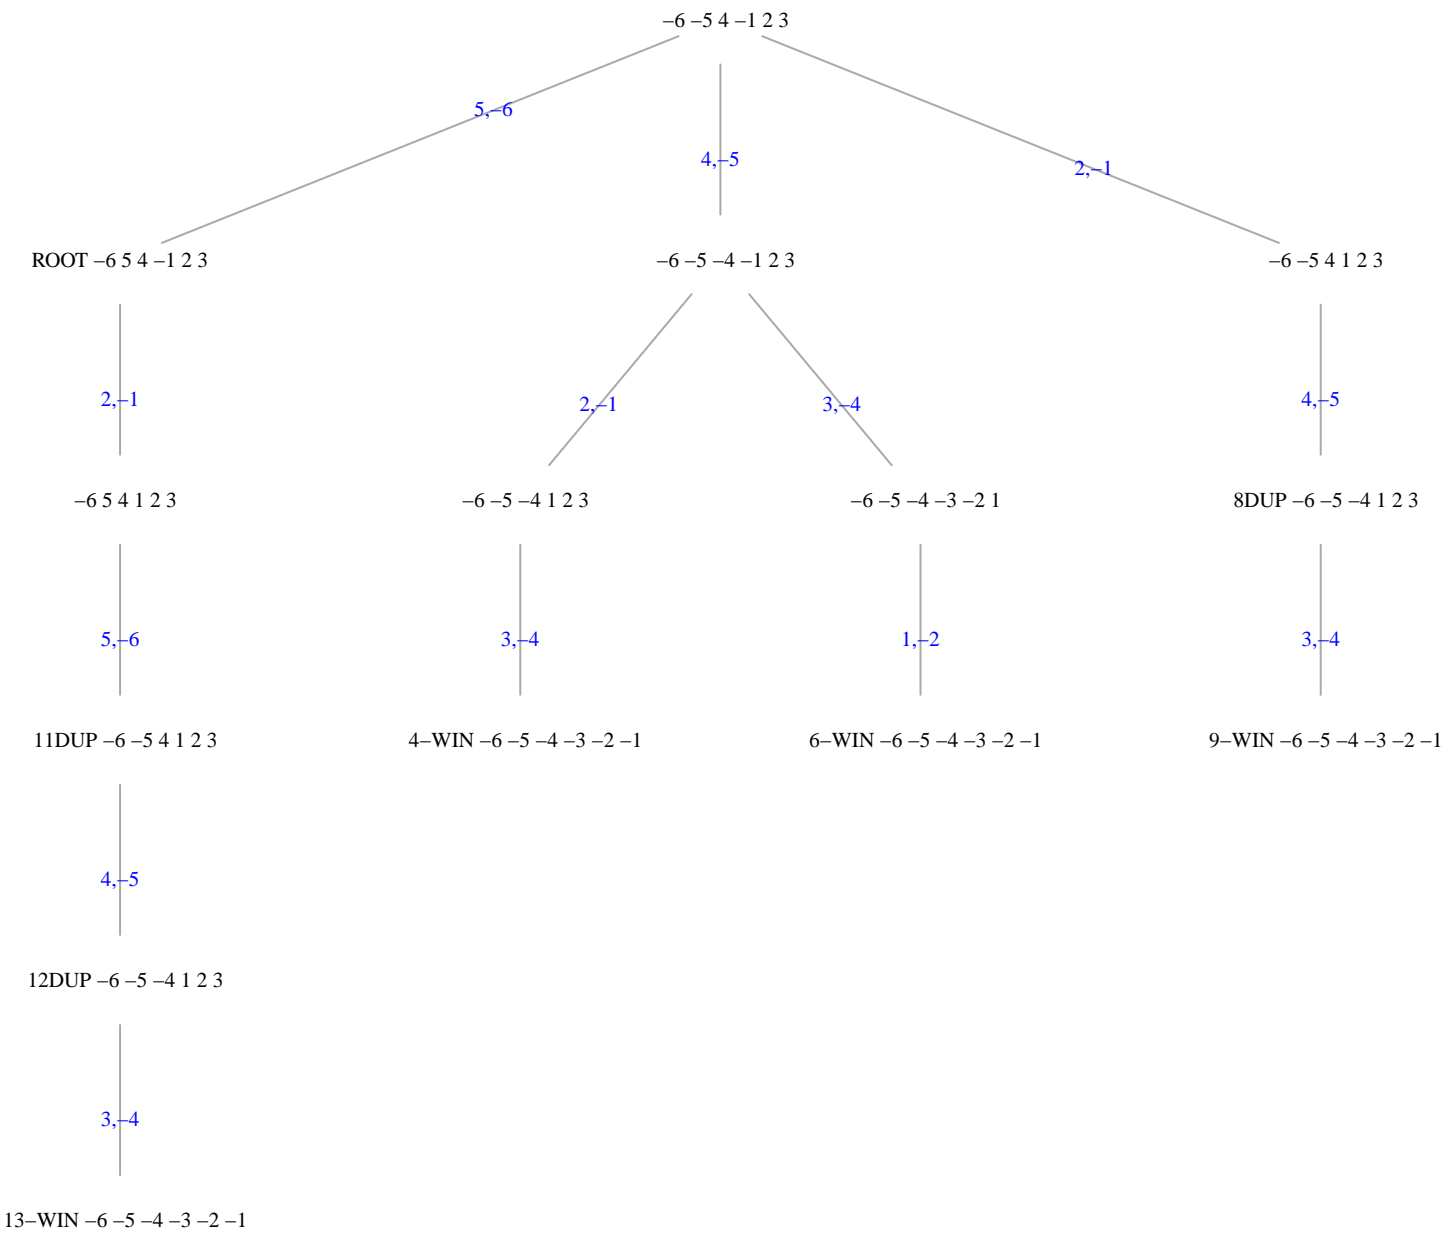 –6 –5 4 –1 2 3
5,–6
4,–5
2,–1
ROOT –6 5 4 –1 2 3
–6 –5 –4 –1 2 3
–6 –5 4 1 2 3
2,–1
2,–1
3,–4
4,–5
–6 5 4 1 2 3
–6 –5 –4 1 2 3
–6 –5 –4 –3 –2 1
8DUP –6 –5 –4 1 2 3
5,–6
3,–4
1,–2
3,–4
11DUP –6 –5 4 1 2 3
4–WIN –6 –5 –4 –3 –2 –1
6–WIN –6 –5 –4 –3 –2 –1
9–WIN –6 –5 –4 –3 –2 –1
4,–5
12DUP –6 –5 –4 1 2 3
3,–4
13–WIN –6 –5 –4 –3 –2 –1